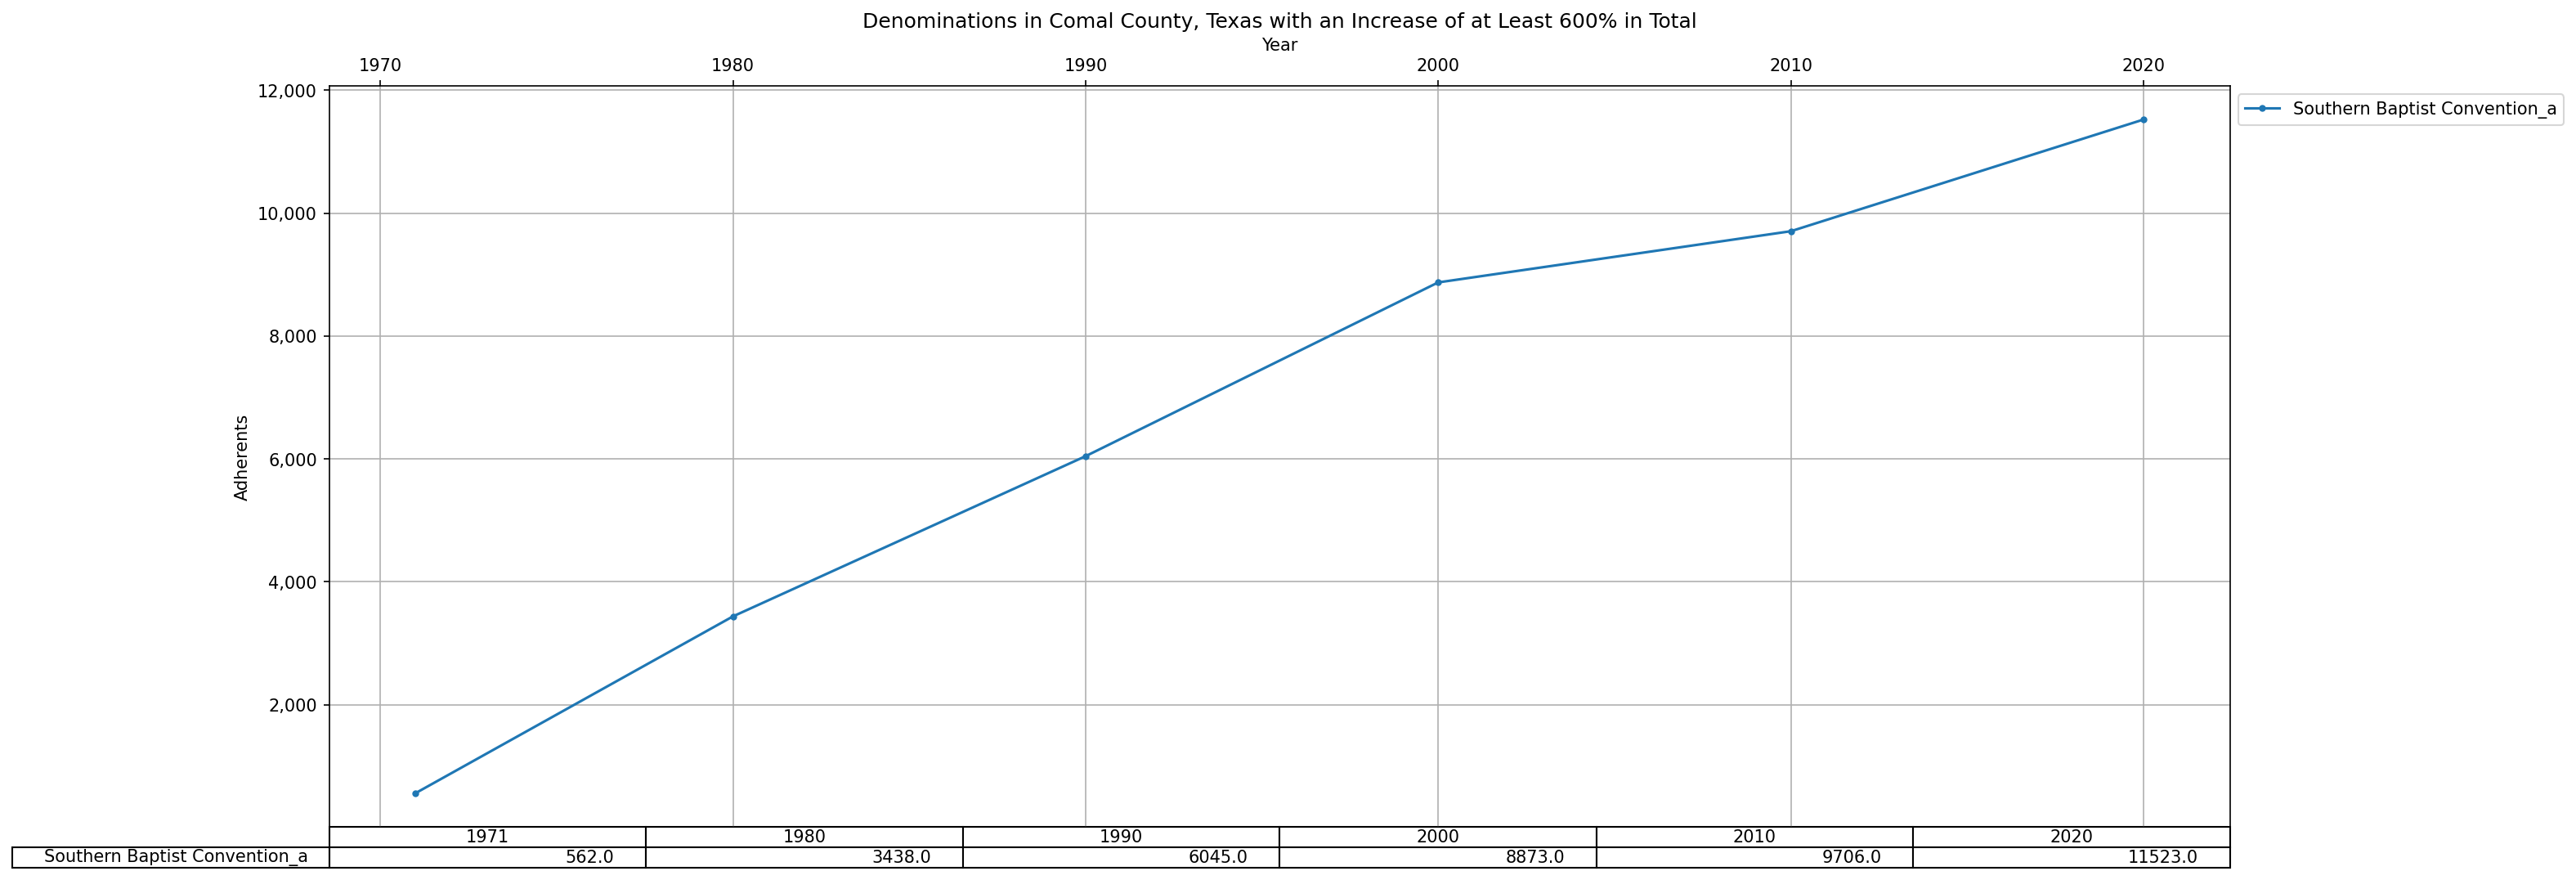 Denominations in Comal County, Texas with an Increase of at Least 600% in Total
Year
1970 1980 1990 2000 2010 2020
Southern Baptist Convention_a
12,000
10,000
8,000
6,000
4,000
2,000
Adherents
1971 1980 1990 2000 2010 2020
Southern Baptist Convention_a 562.0 3438.0 6045.0 8873.0 9706.0 11523.0